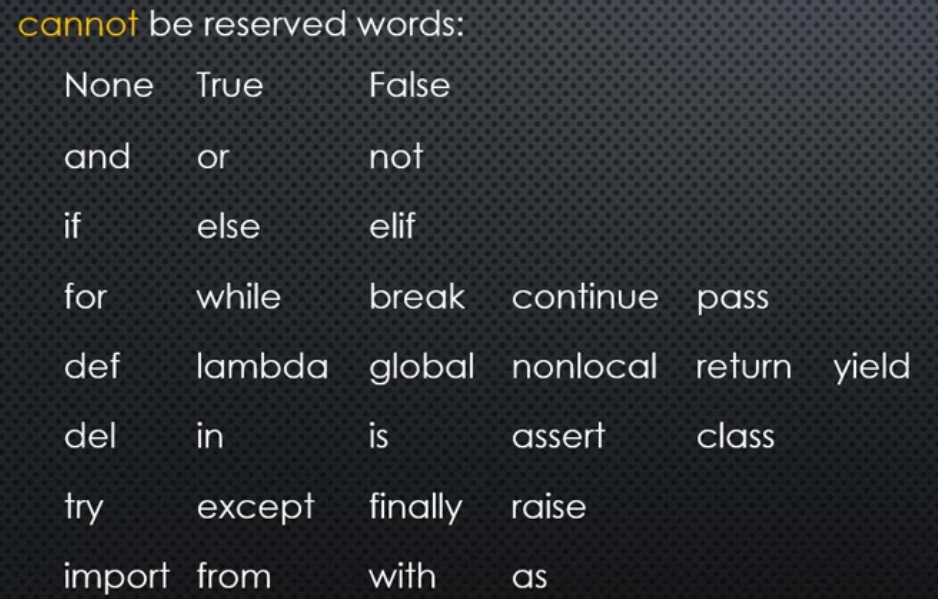 cannot be reserved words:
None True False
and or not
if else elif
for while break continue pass
def lambda global nonlocal return yield
del in is assert class
try except finally raise
import from with as